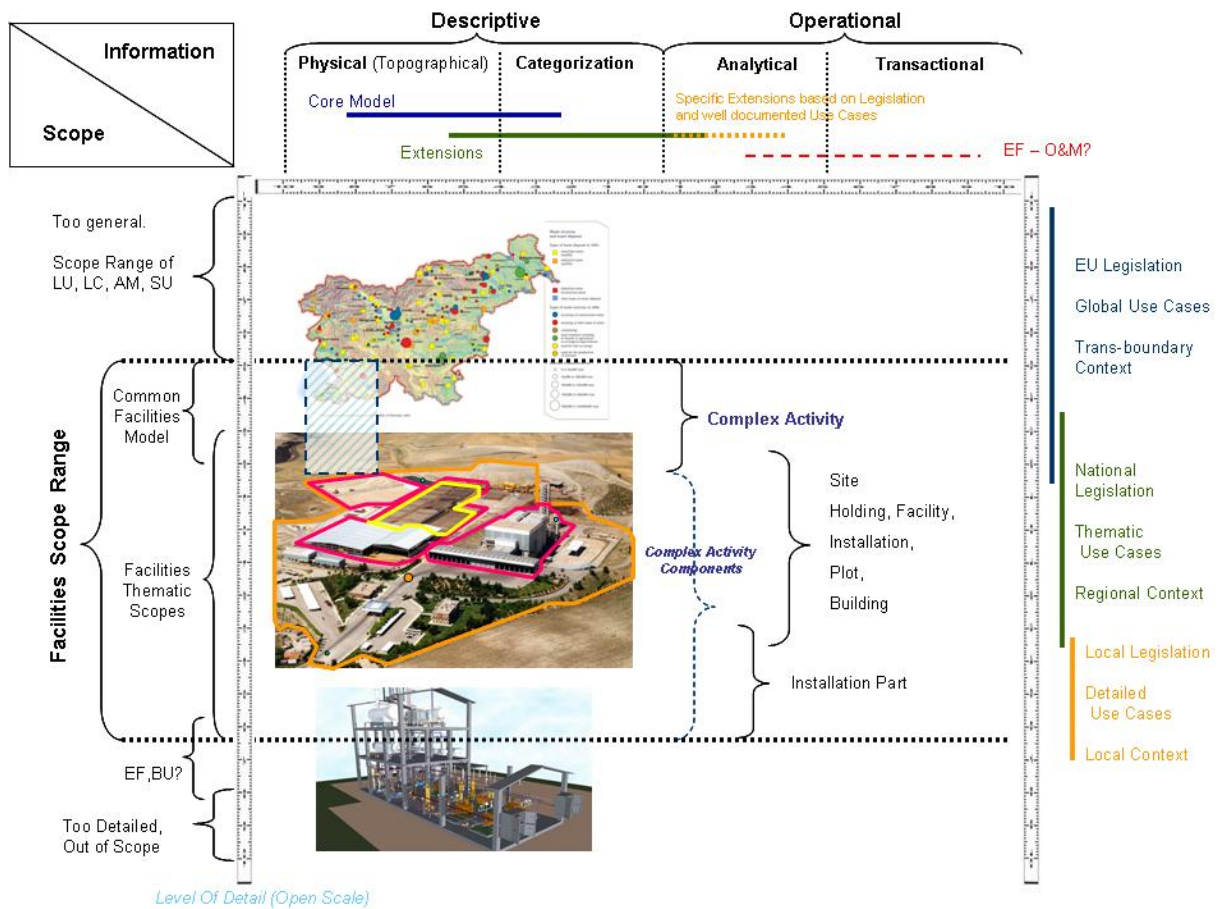 Information
Scope
Descriptive
Operational
Physical (Topographical)
Categorization
Analytical
Transactional
Core Model
Specific Extensions based on Legislation
and well documented Use Cases
Extensions
EF – O&M?
Too general.
Scope Range of
LU, LC, AM, SU
Facilities Scope Range
Common
Facilities
Model
Facilities
Thematic
Scopes
EF,BU?
Too Detailed,
Out of Scope
Complex Activity
Complex Activity
Components
Site
Holding, Facility,
Installation,
Plot,
Building
Installation Part
EU Legislation
Global Use Cases
Trans-boundary
Context
National
Legislation
Thematic
Use Cases
Regional Context
Local Legislation
Detailed
Use Cases
Local Context
Level Of Detail (Open Scale)